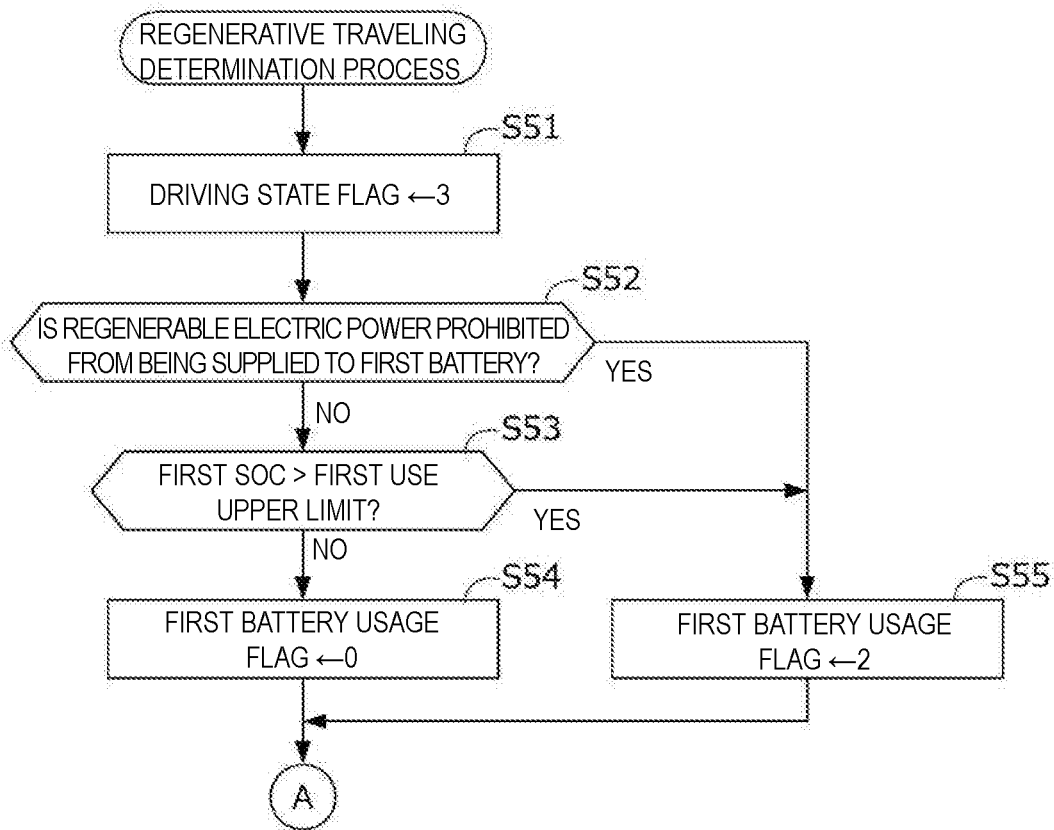 REGENERATIVE TRAVELING
DETERMINATION PROCESS
S51
DRIVING STATE FLAG ←3
S52
IS REGENERABLE ELECTRIC POWER PROHIBITED
FROM BEING SUPPLIED TO FIRST BATTERY?
YES
NO
S53
FIRST SOC > FIRST USE
UPPER LIMIT?
YES
NO
S54
FIRST BATTERY USAGE
FLAG ←0
S55
FIRST BATTERY USAGE
FLAG ←2
A